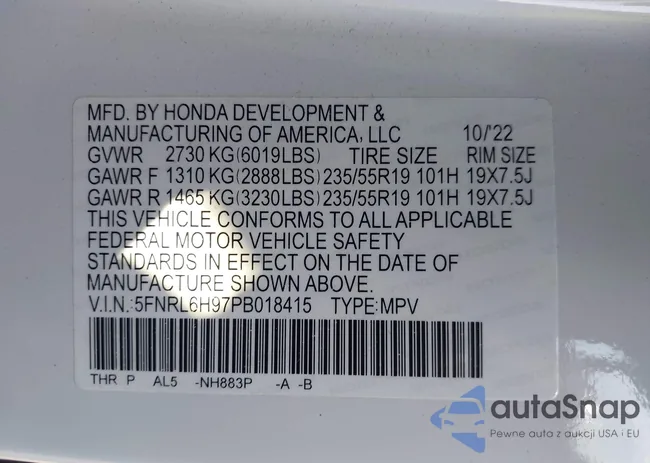 MFD. BY HONDA DEVELOPMENT &
MANUFACTURING OF AMERICA, LLC 10/'22
GVWR 2730 KG(6019LBS) TIRE SIZE RIM SIZE
GAWR F 1310 KG(2888LBS) 235/55R19 101H 19X7.5J
GAWR R 1465 KG(3230LBS) 235/55R19 101H 19X7.5J
THIS VEHICLE CONFORMS TO ALL APPLICABLE
FEDERAL MOTOR VEHICLE SAFETY
STANDARDS IN EFFECT ON THE DATE OF
MANUFACTURE SHOWN ABOVE.
V.I.N.:5FNRL6H97PB018415 TYPE:MPV
THR P AL5 -NH883P -A -B
autaSnap
Pewne auta z aukcji USA i EU